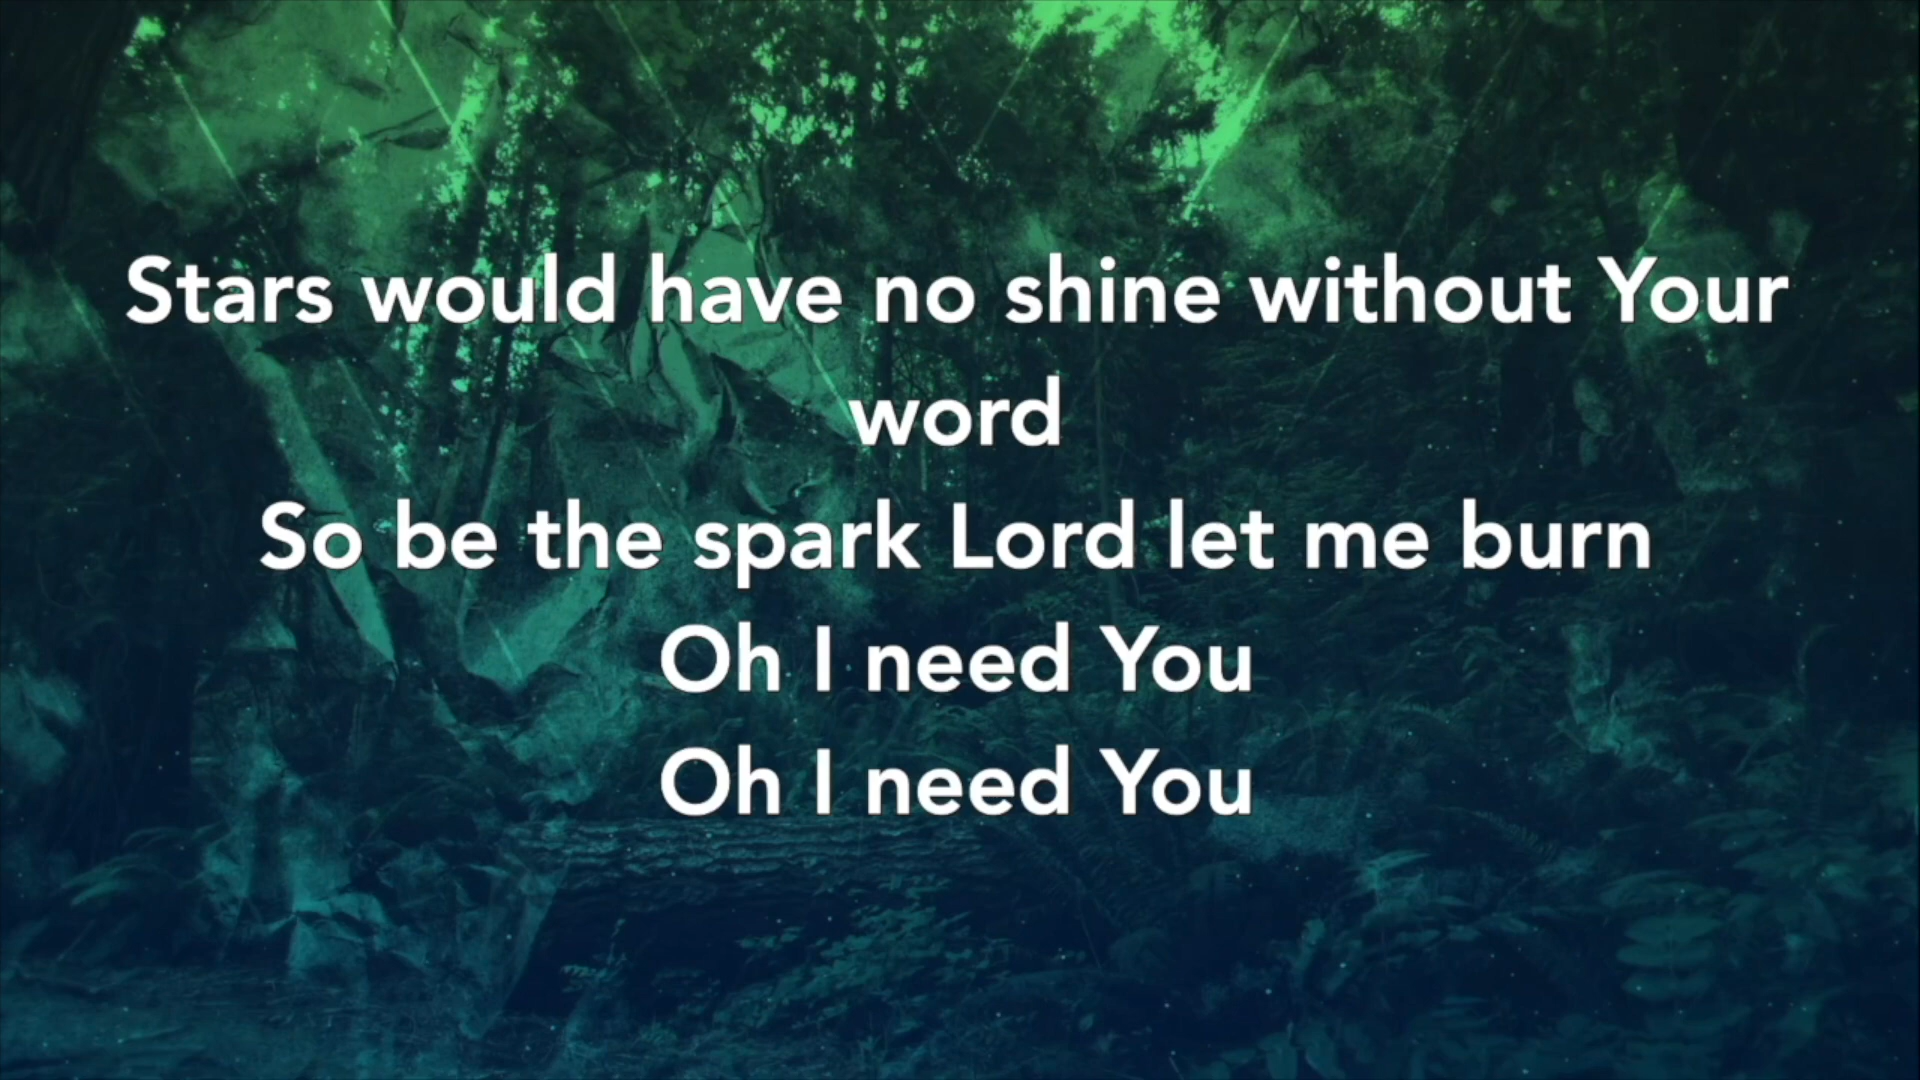 Stars would have no shine without Your
word
So be the spark Lord let me burn
Oh I need You
Oh I need You